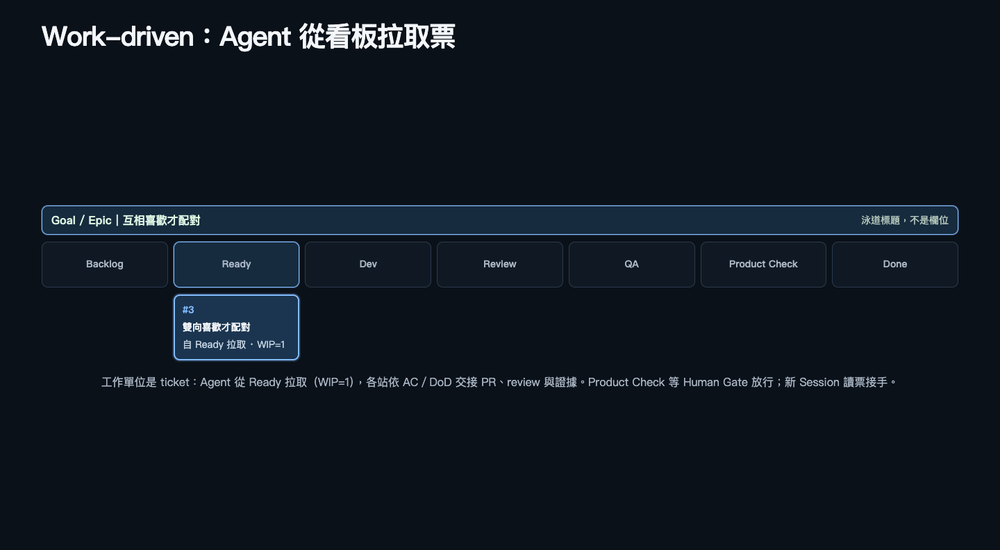 Work-driven：Agent 從看板拉取票
Goal / Epic｜互相喜歡才配對
泳道標題，不是欄位
Backlog
Ready
Dev
Review
QA
Product Check
Done
#3
雙向喜歡才配對
自 Ready 拉取・WIP=1
工作單位是 ticket：Agent 從 Ready 拉取（WIP=1），各站依 AC / DoD 交接 PR、review 與證據。Product Check 等 Human Gate 放行；新 Session 讀票接手。